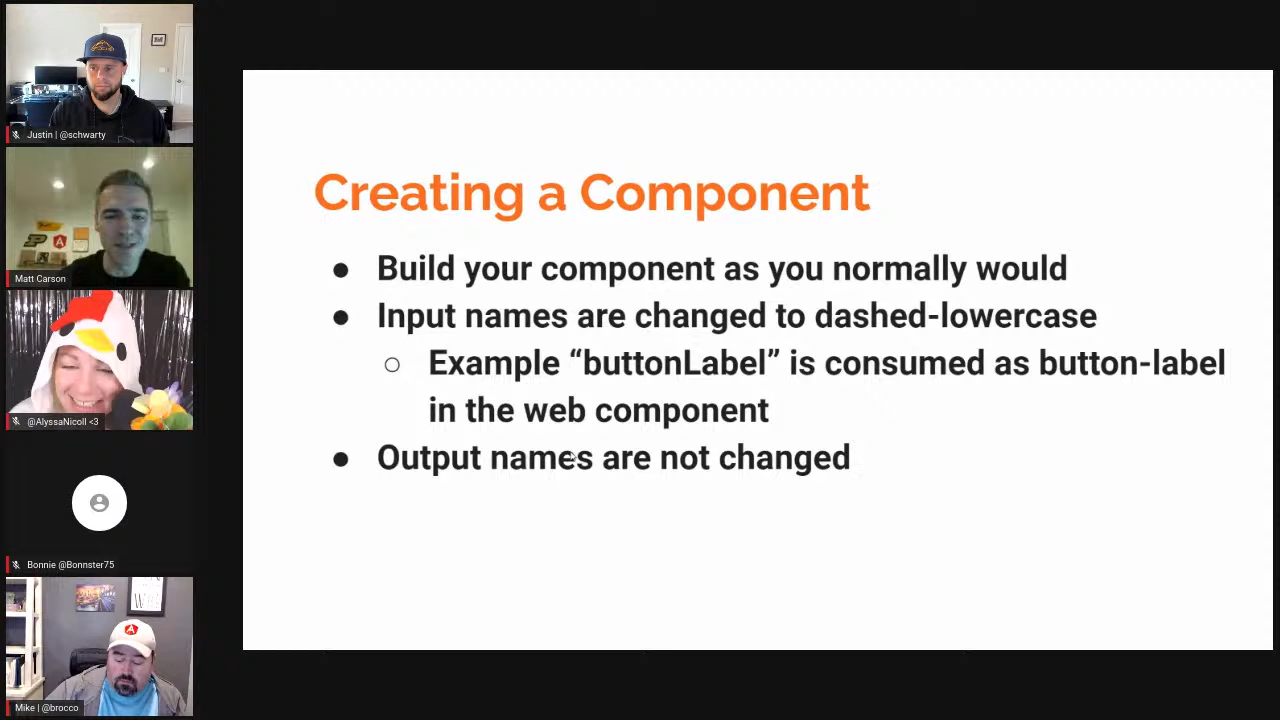 Justin | @schwarty
Matt Carson
@AlyssaNicoll <3
Bonnie @Bonnster75
Mike | @brocco
Creating a Component
● Build your component as you normally would
● Input names are changed to dashed-lowercase
○ Example “buttonLabel” is consumed as button-label
in the web component
● Output names are not changed